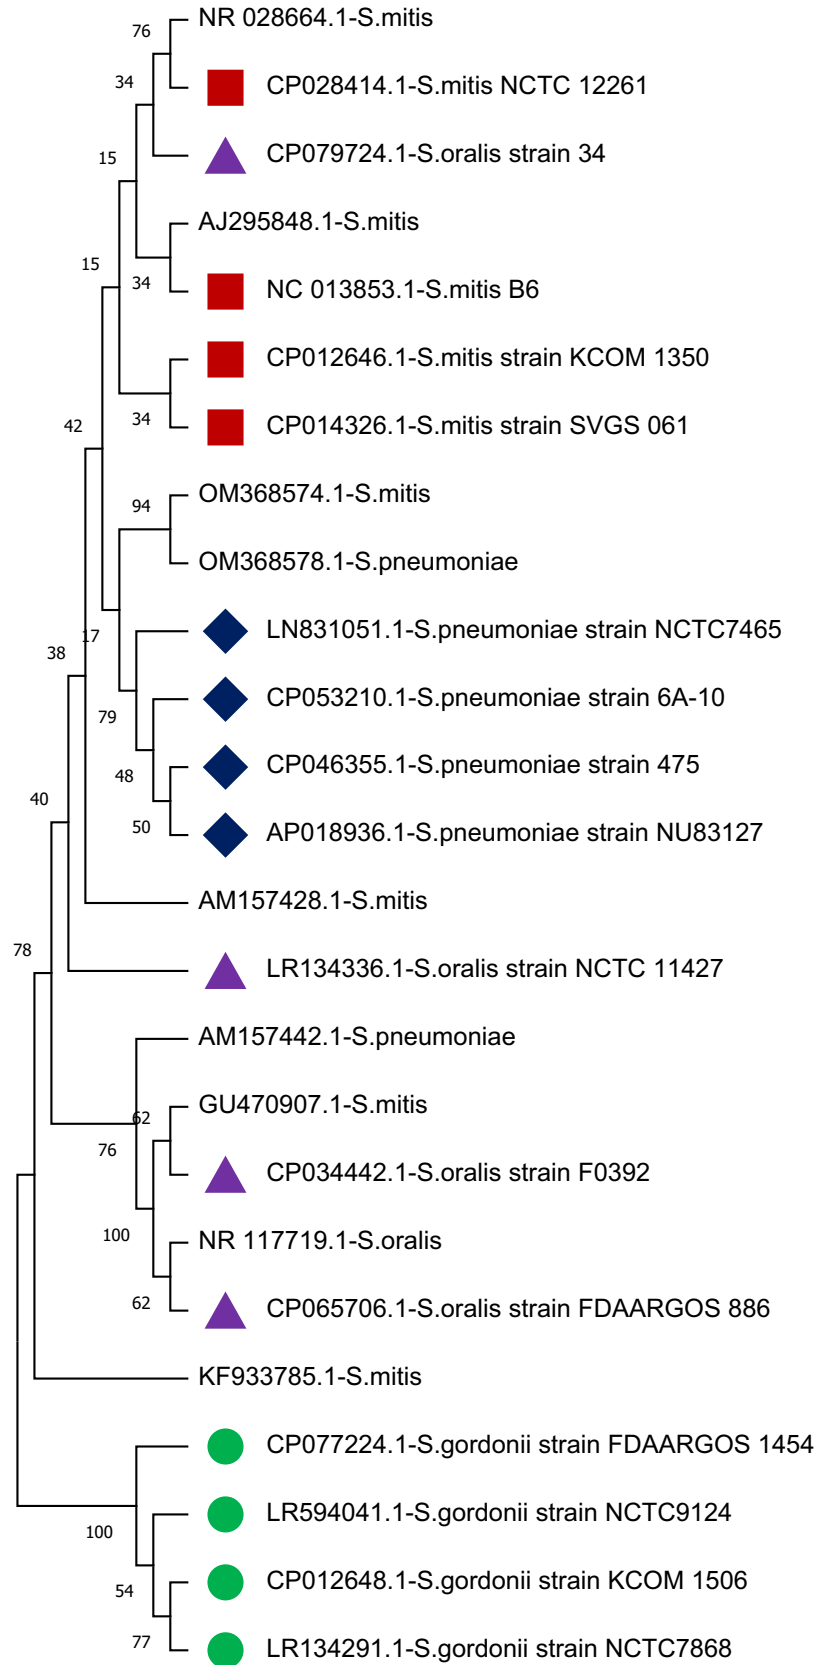 NR 028664.1-S.mitis
76
34
CP028414.1-S.mitis NCTC 12261
15
CP079724.1-S.oralis strain 34
AJ295848.1-S.mitis
15
34
NC 013853.1-S.mitis B6
CP012646.1-S.mitis strain KCOM 1350
42
34
CP014326.1-S.mitis strain SVGS 061
94
OM368574.1-S.mitis
OM368578.1-S.pneumoniae
17
LN831051.1-S.pneumoniae strain NCTC7465
38
CP053210.1-S.pneumoniae strain 6A-10
79
48
CP046355.1-S.pneumoniae strain 475
40
50
AP018936.1-S.pneumoniae strain NU83127
AM157428.1-S.mitis
78
LR134336.1-S.oralis strain NCTC 11427
AM157442.1-S.pneumoniae
62
GU470907.1-S.mitis
76
CP034442.1-S.oralis strain F0392
100
NR 117719.1-S.oralis
62
CP065706.1-S.oralis strain FDAARGOS 886
KF933785.1-S.mitis
CP077224.1-S.gordonii strain FDAARGOS 1454
100
LR594041.1-S.gordonii strain NCTC9124
54
CP012648.1-S.gordonii strain KCOM 1506
77
LR134291.1-S.gordonii strain NCTC7868